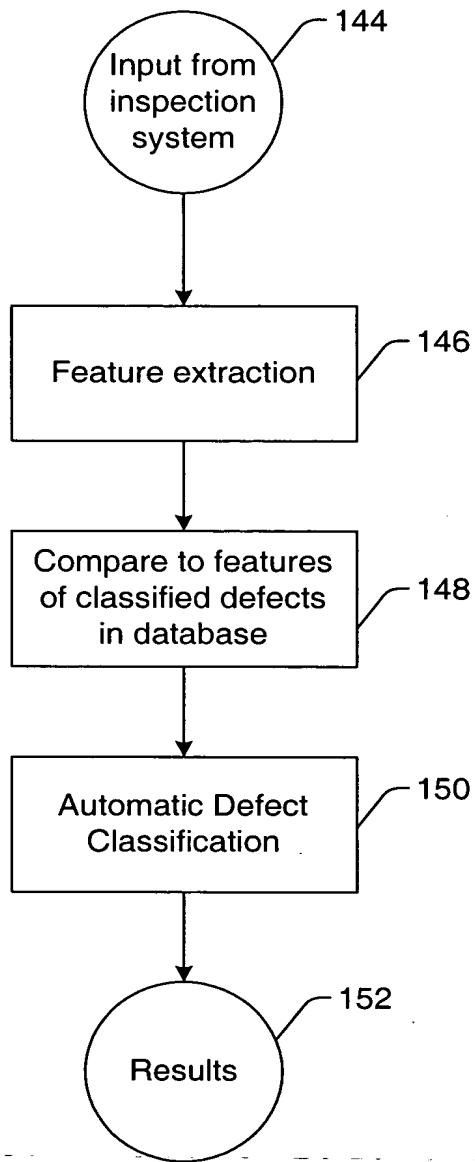 144
Input from
inspection
system
146
Feature extraction
148
Compare to features
of classified defects
in database
150
Automatic Defect
Classification
152
Results